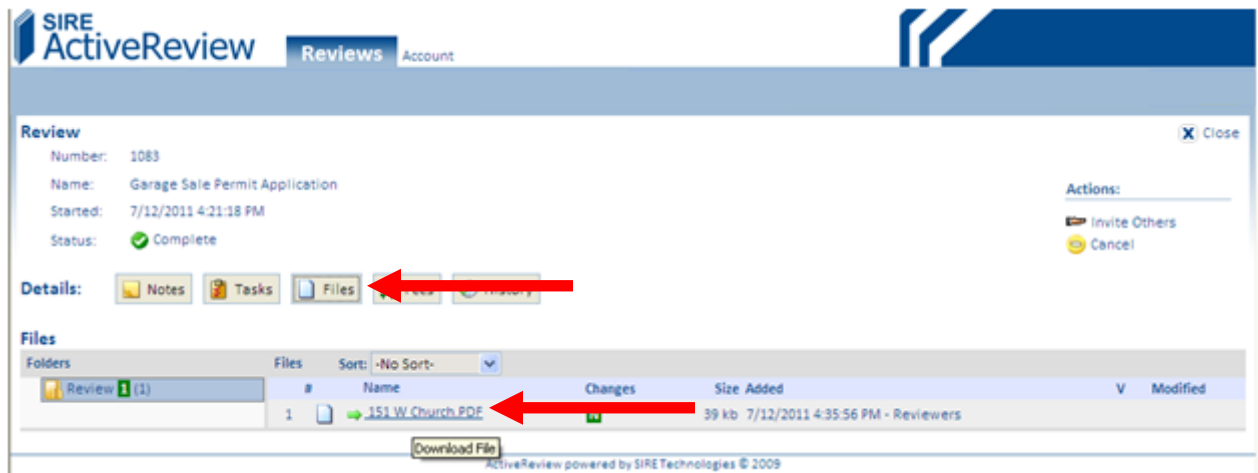 SIRE
ActiveReview Reviews Account
Review X Close
Number: 1083
Name: Garage Sale Permit Application Actions:
Started: 7/12/2011 4:21:18 PM
Invite Others
Status: Complete Cancel
Details: Notes Tasks Files
Files
Folders Files Sort: -No Sort-
Review 1 (1) # Name Changes Size Added V Modified
1 151 W Church.PDF 39 kb 7/12/2011 4:35:56 PM - Reviewers
Download File
ActiveReview powered by SIRE Technologies © 2009